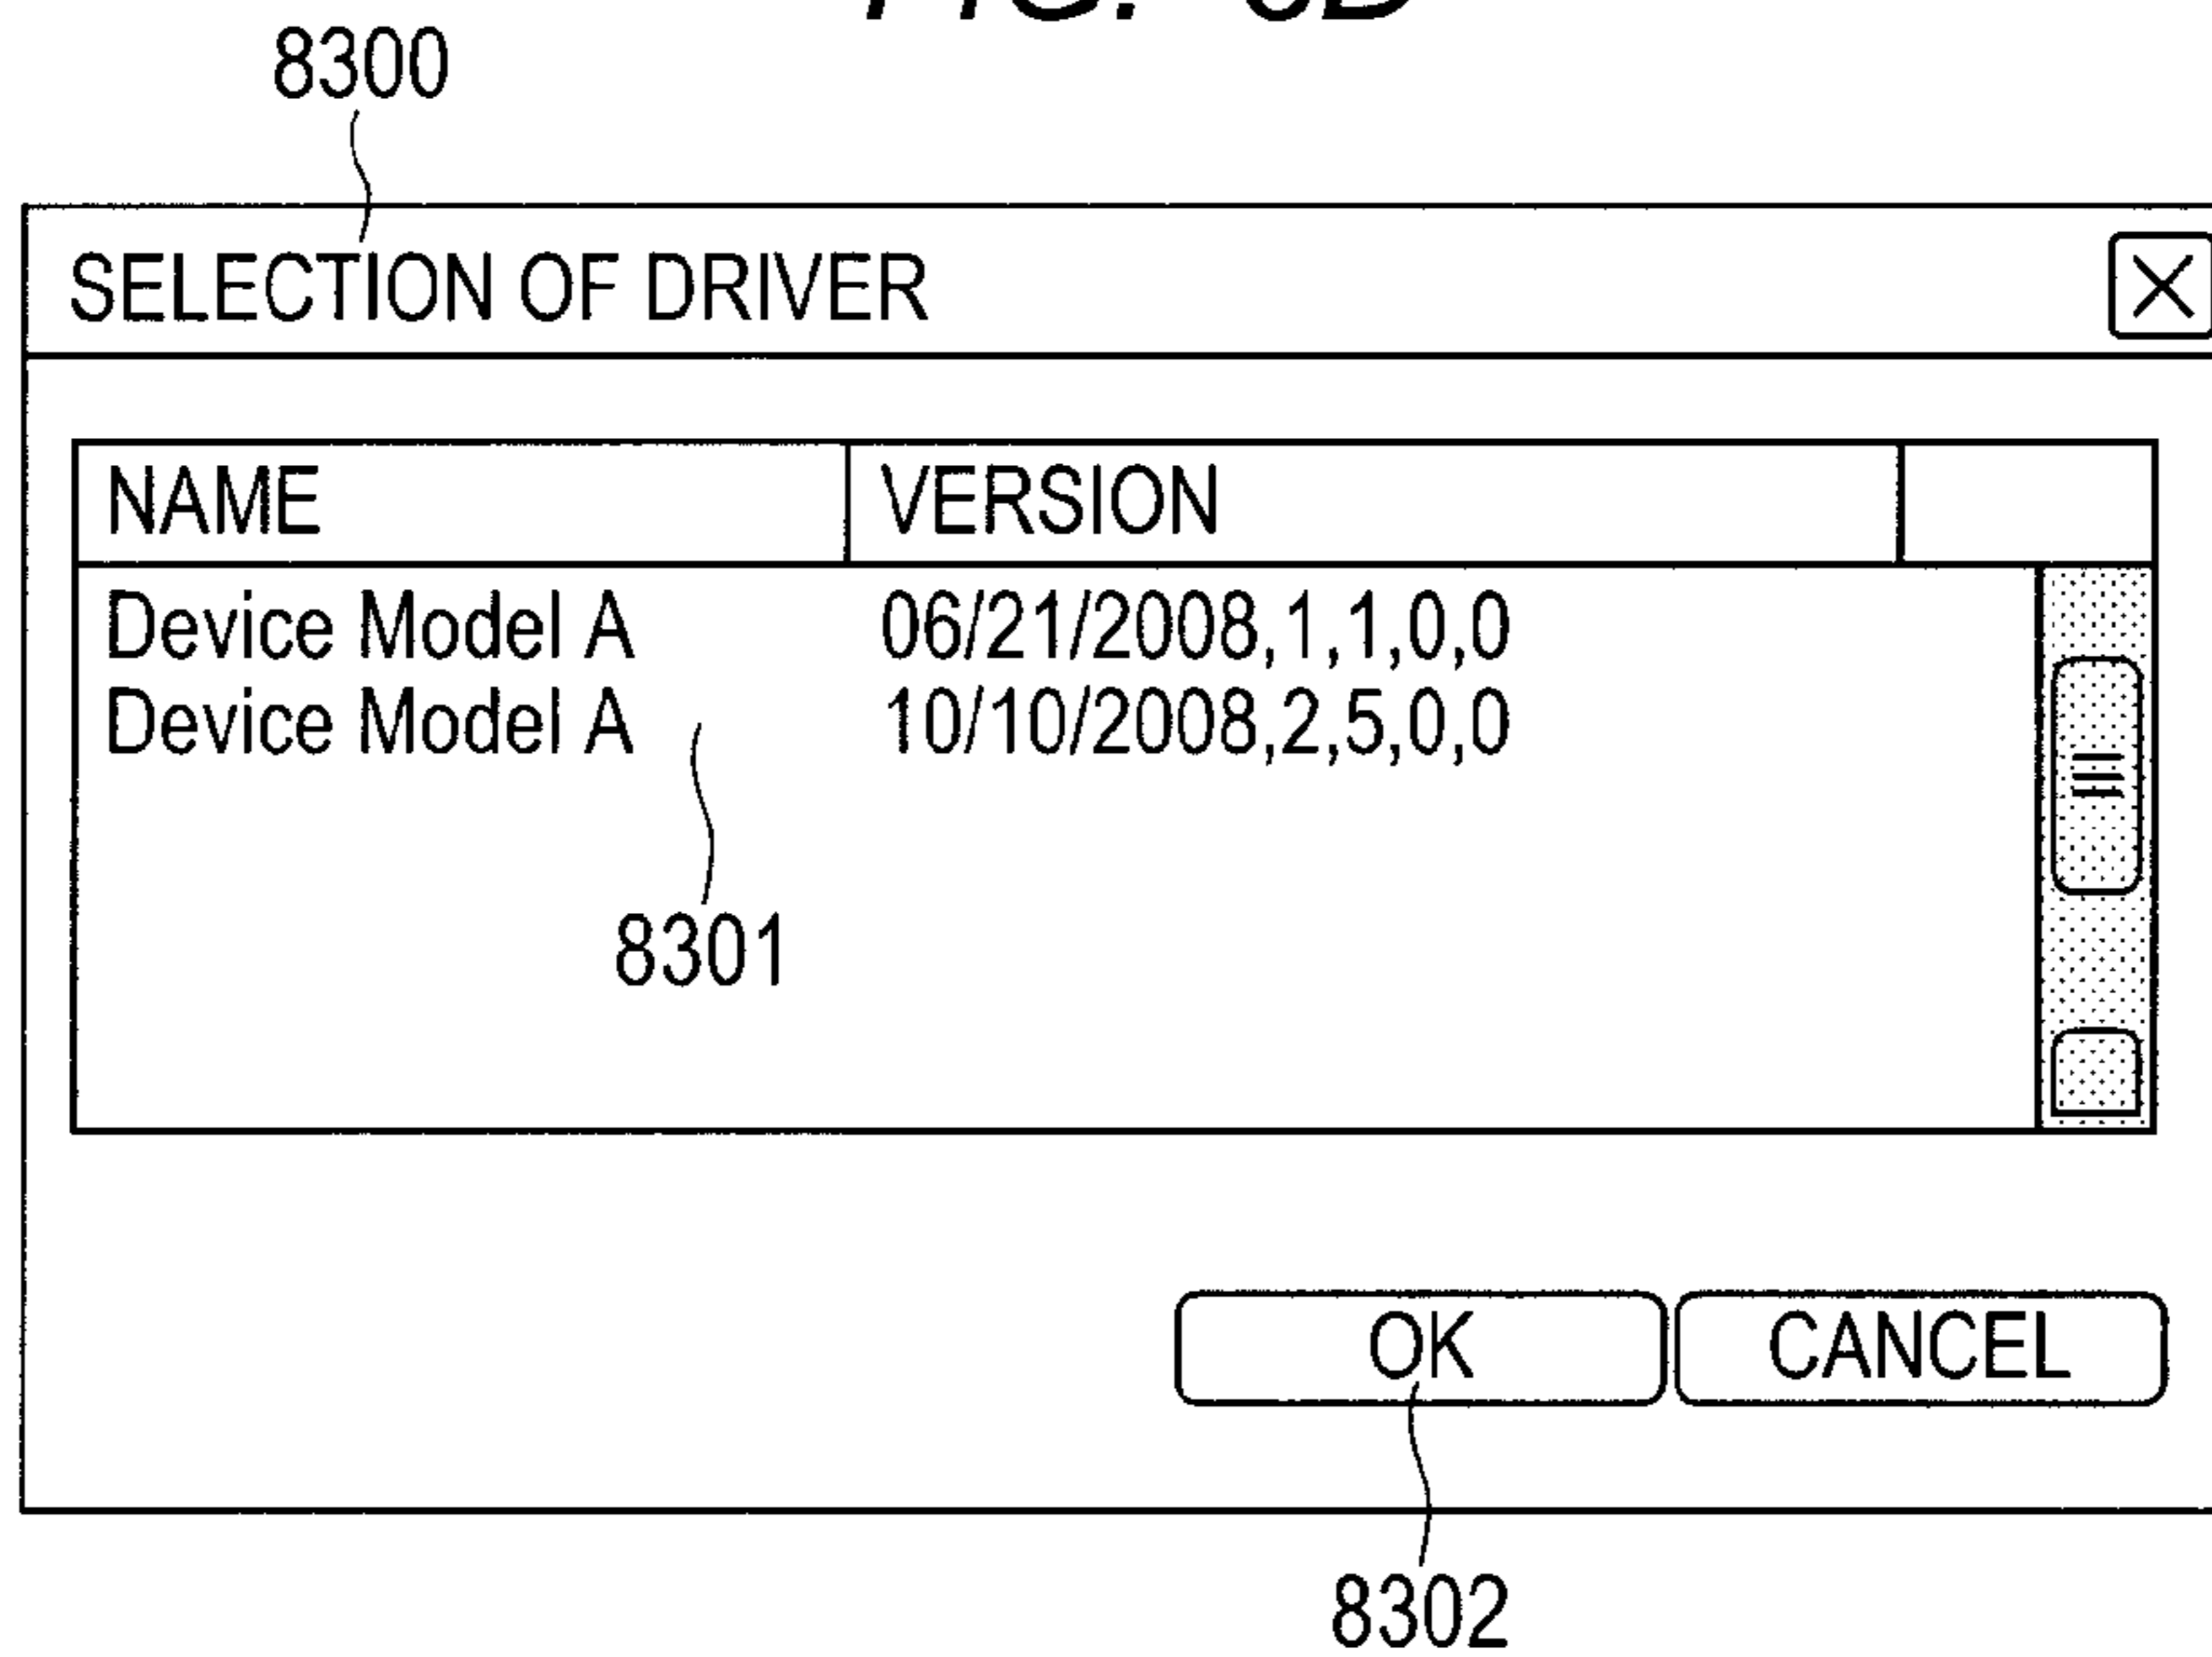 8300
SELECTION OF DRIVER
NAME VERSION
Device Model A 06/21/2008,1,1,0,0
Device Model A 10/10/2008,2,5,0,0
8301
OK CANCEL
8302